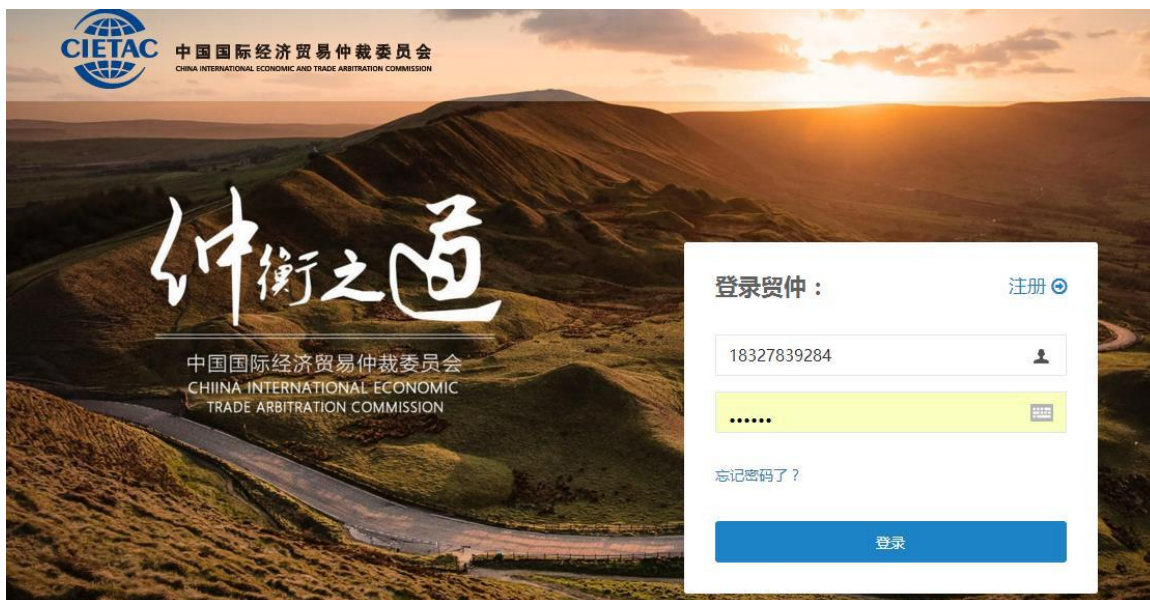 CIETAC
中国国际经济贸易仲裁委员会
CHINA INTERNATIONAL ECONOMIC AND TRADE ARBITRATION COMMISSION
仲衡之道
中国国际经济贸易仲裁委员会
CHIINA INTERNATIONAL ECONOMIC
TRADE ARBITRATION COMMISSION
登录贸仲：
注册
18327839284
••••••
忘记密码了？
登录